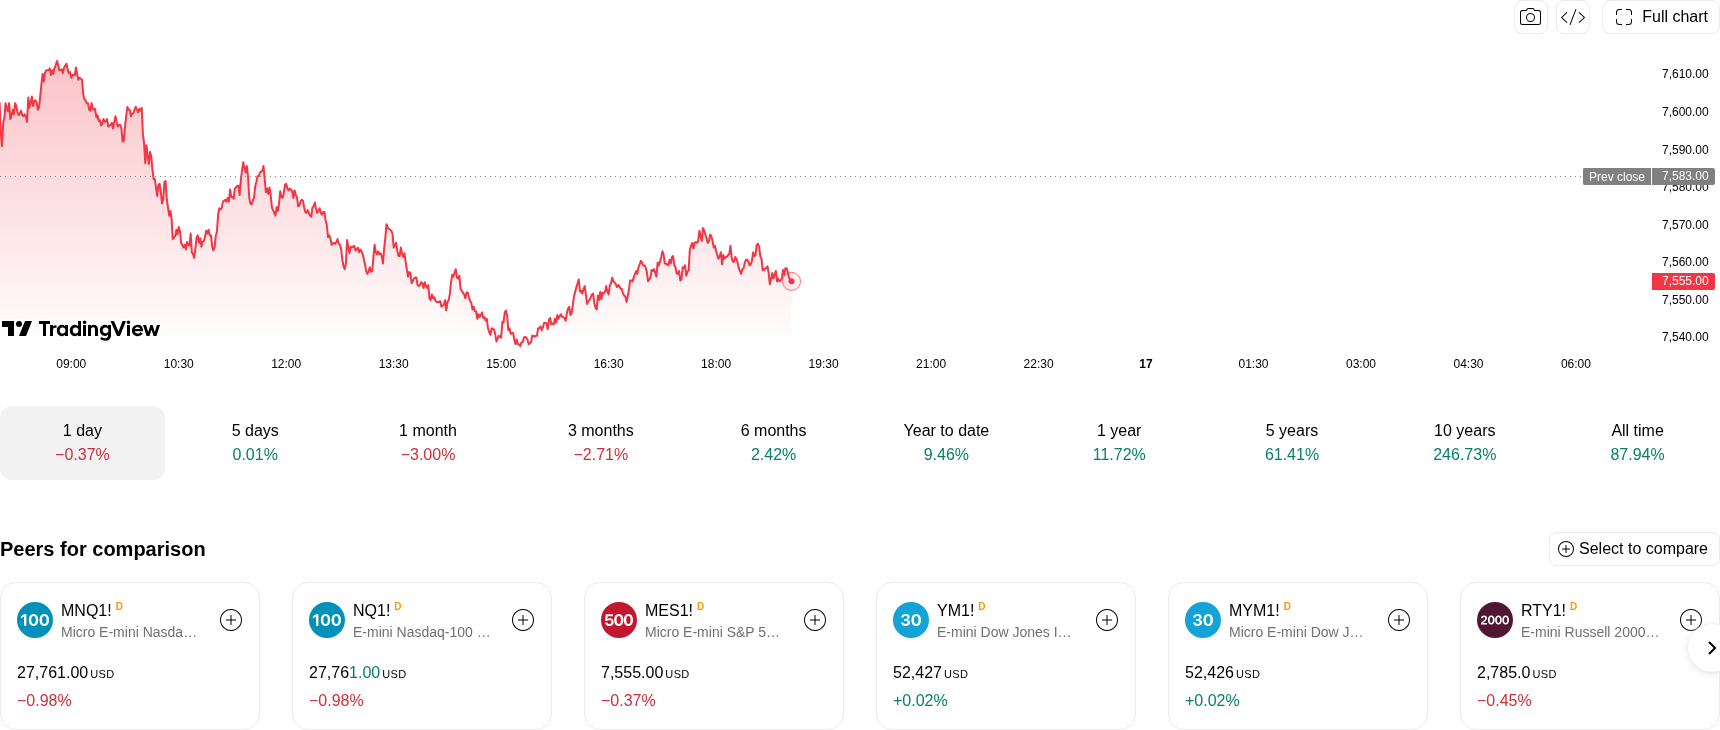 Full chart
7,610.00
7,600.00
7,590.00
Prev close 7,583.00
7,580.00
7,570.00
7,560.00
7,555.00
7,550.00
7,540.00
TradingView
09:00 10:30 12:00 13:30 15:00 16:30 18:00 19:30 21:00 22:30 17 01:30 03:00 04:30 06:00
1 day 5 days 1 month 3 months 6 months Year to date 1 year 5 years 10 years All time
−0.37% 0.01% −3.00% −2.71% 2.42% 9.46% 11.72% 61.41% 246.73% 87.94%
Peers for comparison
Select to compare
100 MNQ1! D
Micro E-mini Nasda…
27,761.00 USD
−0.98%
100 NQ1! D
E-mini Nasdaq-100 …
27,761.00 USD
−0.98%
500 MES1! D
Micro E-mini S&P 5…
7,555.00 USD
−0.37%
30 YM1! D
E-mini Dow Jones I…
52,427 USD
+0.02%
30 MYM1! D
Micro E-mini Dow J…
52,426 USD
+0.02%
2000 RTY1! D
E-mini Russell 2000…
2,785.0 USD
−0.45%